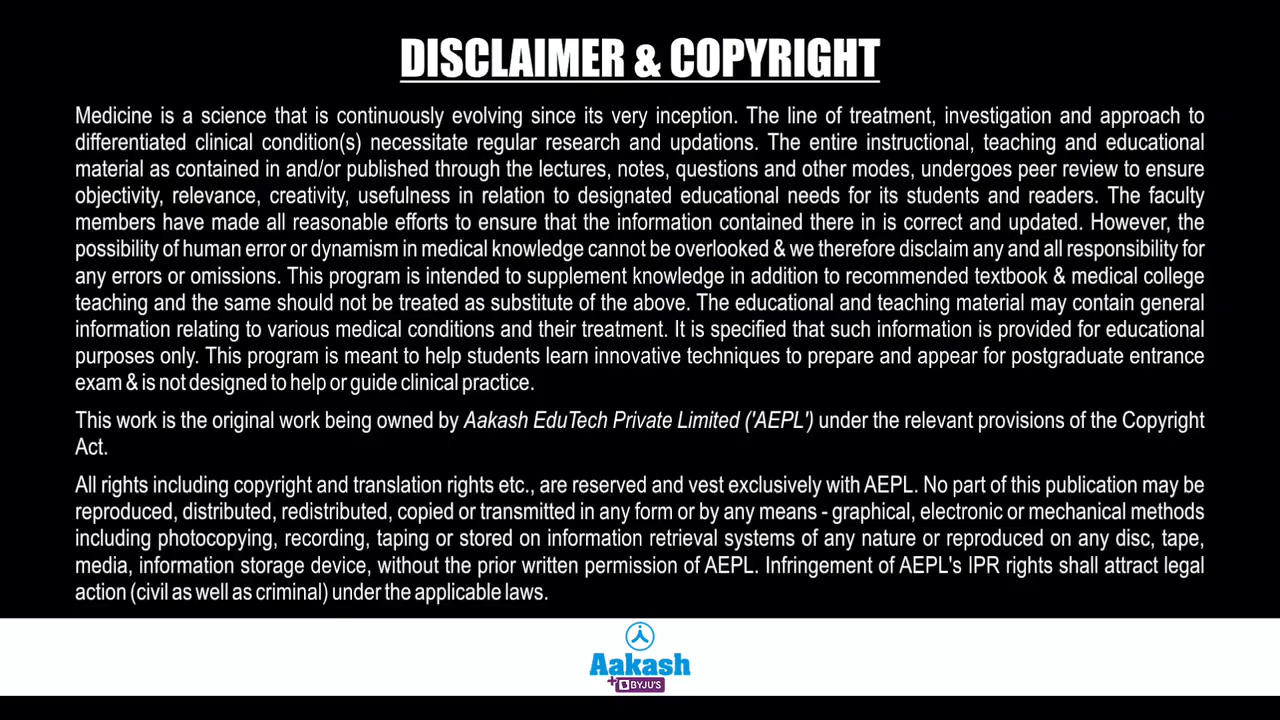 DISCLAIMER & COPYRIGHT
Medicine is a science that is continuously evolving since its very inception. The line of treatment, investigation and approach to
differentiated clinical condition(s) necessitate regular research and updations. The entire instructional, teaching and educational
material as contained in and/or published through the lectures, notes, questions and other modes, undergoes peer review to ensure
objectivity, relevance, creativity, usefulness in relation to designated educational needs for its students and readers. The faculty
members have made all reasonable efforts to ensure that the information contained there in is correct and updated. However, the
possibility of human error or dynamism in medical knowledge cannot be overlooked & we therefore disclaim any and all responsibility for
any errors or omissions. This program is intended to supplement knowledge in addition to recommended textbook & medical college
teaching and the same should not be treated as substitute of the above. The educational and teaching material may contain general
information relating to various medical conditions and their treatment. It is specified that such information is provided for educational
purposes only. This program is meant to help students learn innovative techniques to prepare and appear for postgraduate entrance
exam & is not designed to help or guide clinical practice.
This work is the original work being owned by Aakash EduTech Private Limited ('AEPL') under the relevant provisions of the Copyright
Act.
All rights including copyright and translation rights etc., are reserved and vest exclusively with AEPL. No part of this publication may be
reproduced, distributed, redistributed, copied or transmitted in any form or by any means - graphical, electronic or mechanical methods
including photocopying, recording, taping or stored on information retrieval systems of any nature or reproduced on any disc, tape,
media, information storage device, without the prior written permission of AEPL. Infringement of AEPL's IPR rights shall attract legal
action (civil as well as criminal) under the applicable laws.
Aakash
+ BYJU'S